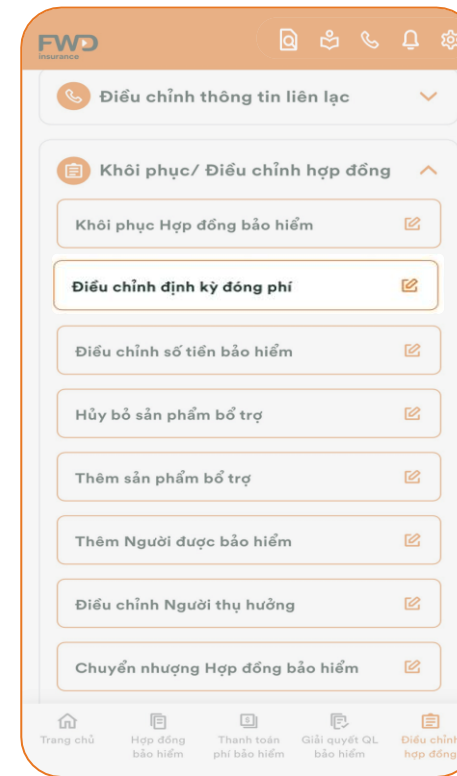 FWD
insurance
Điều chỉnh thông tin liên lạc
Khôi phục/ Điều chỉnh hợp đồng
Khôi phục Hợp đồng bảo hiểm
Điều chỉnh định kỳ đóng phí
Điều chỉnh số tiền bảo hiểm
Hủy bỏ sản phẩm bổ trợ
Thêm sản phẩm bổ trợ
Thêm Người được bảo hiểm
Điều chỉnh Người thụ hưởng
Chuyển nhượng Hợp đồng bảo hiểm
Trang chủ
Hợp đồng
bảo hiểm
Thanh toán
phí bảo hiểm
Giải quyết QL
bảo hiểm
Điều chỉnh
hợp đồng